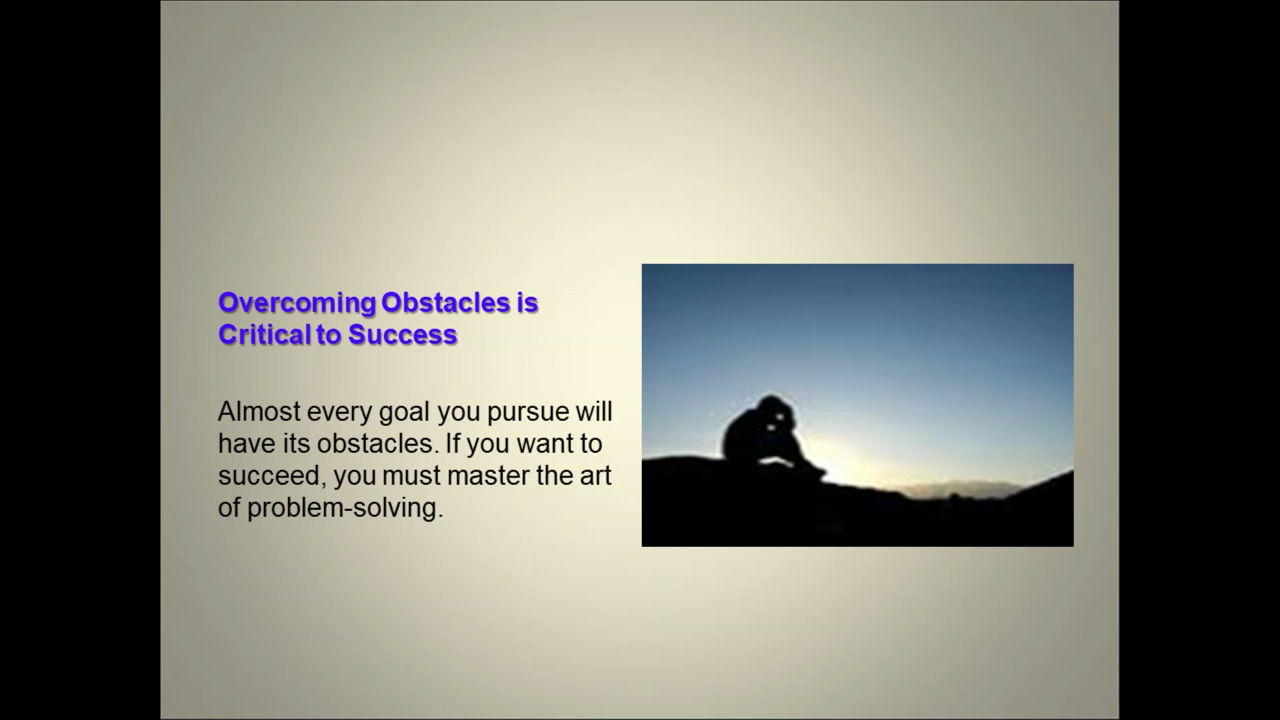 Overcoming Obstacles is
Critical to Success
Almost every goal you pursue will
have its obstacles. If you want to
succeed, you must master the art
of problem-solving.